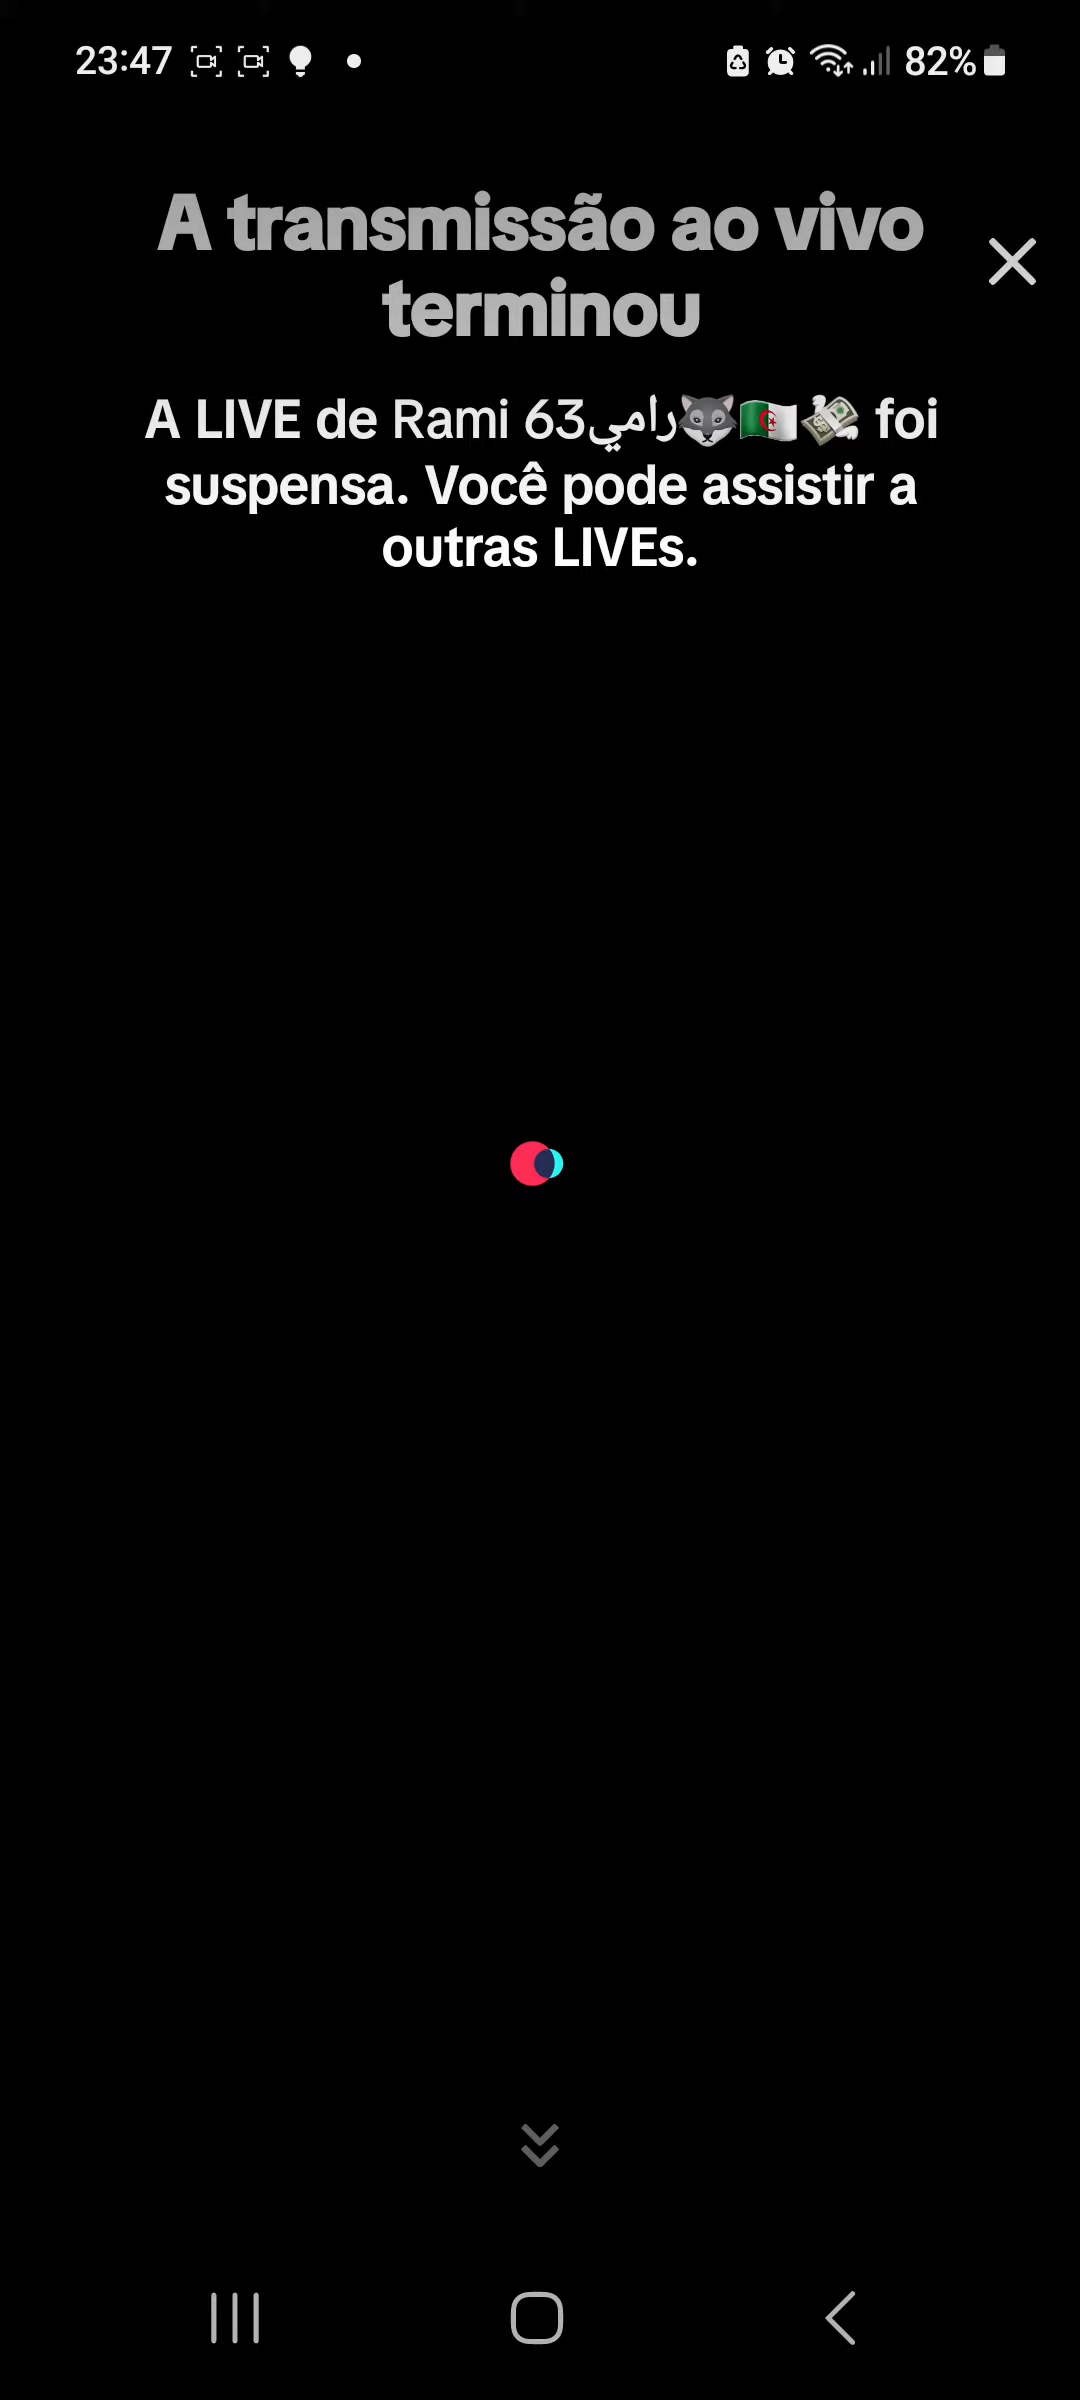 23:47
82%
A transmissão ao vivo
terminou
A LIVE de Rami 63رامي🐺🇩🇿💸 foi
suspensa. Você pode assistir a
outras LIVEs.